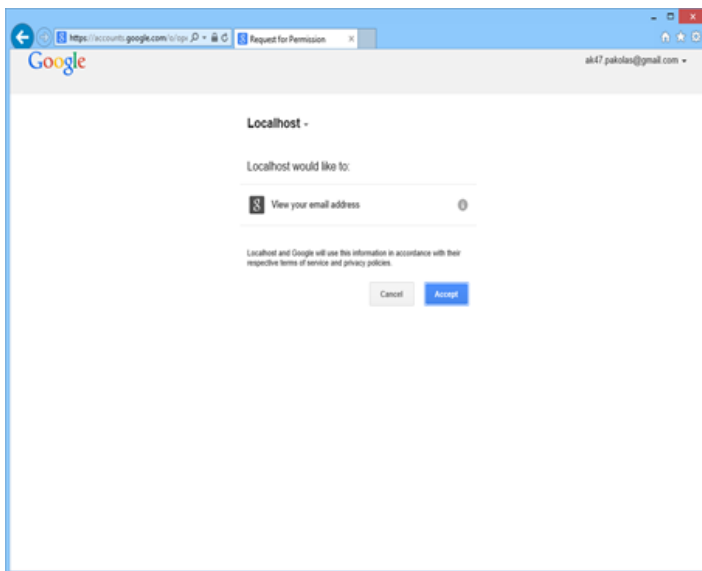 https://accounts.google.com/o/op
Request for Permission
Google
ak47.pakolas@gmail.com
Localhost
Localhost would like to:
8 View your email address
Localhost and Google will use this information in accordance with their
respective terms of service and privacy policies.
Cancel Accept